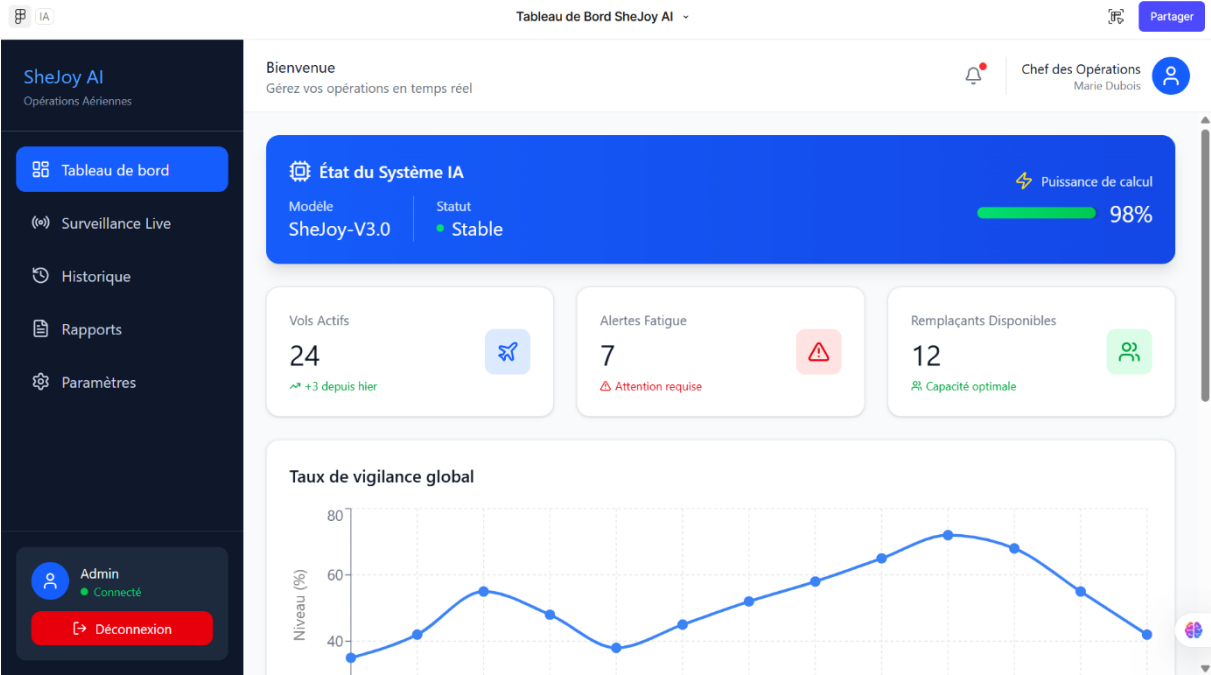 IA
Tableau de Bord SheJoy AI
Partager
SheJoy AI
Opérations Aériennes
Tableau de bord
Surveillance Live
Historique
Rapports
Paramètres
Admin
Connecté
Déconnexion
Bienvenue
Gérez vos opérations en temps réel
Chef des Opérations
Marie Dubois
État du Système IA
Modèle
SheJoy-V3.0
Statut
Stable
Puissance de calcul
98%
Vols Actifs
24
+3 depuis hier
Alertes Fatigue
7
Attention requise
Remplaçants Disponibles
12
Capacité optimale
Taux de vigilance global
Niveau (%)
80
60
40